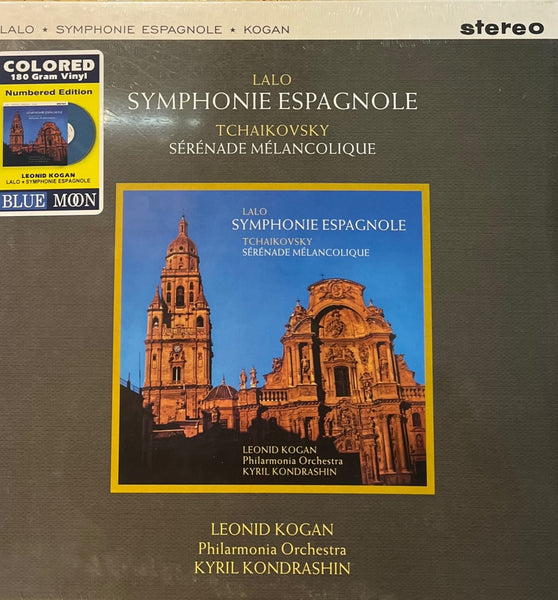 LALO ★ SYMPHONIE ESPAGNOLE ★ KOGAN
stereo
COLORED
180 Gram Vinyl
Numbered Edition
LEONID KOGAN
LALO ★ SYMPHONIE ESPAGNOLE
BLUE MOON
LALO
SYMPHONIE ESPAGNOLE
TCHAIKOVSKY
SÉRÉNADE MÉLANCOLIQUE
LALO
SYMPHONIE ESPAGNOLE
TCHAIKOVSKY
SÉRÉNADE MÉLANCOLIQUE
LEONID KOGAN
Philarmonia Orchestra
KYRIL KONDRASHIN
LEONID KOGAN
Philarmonia Orchestra
KYRIL KONDRASHIN